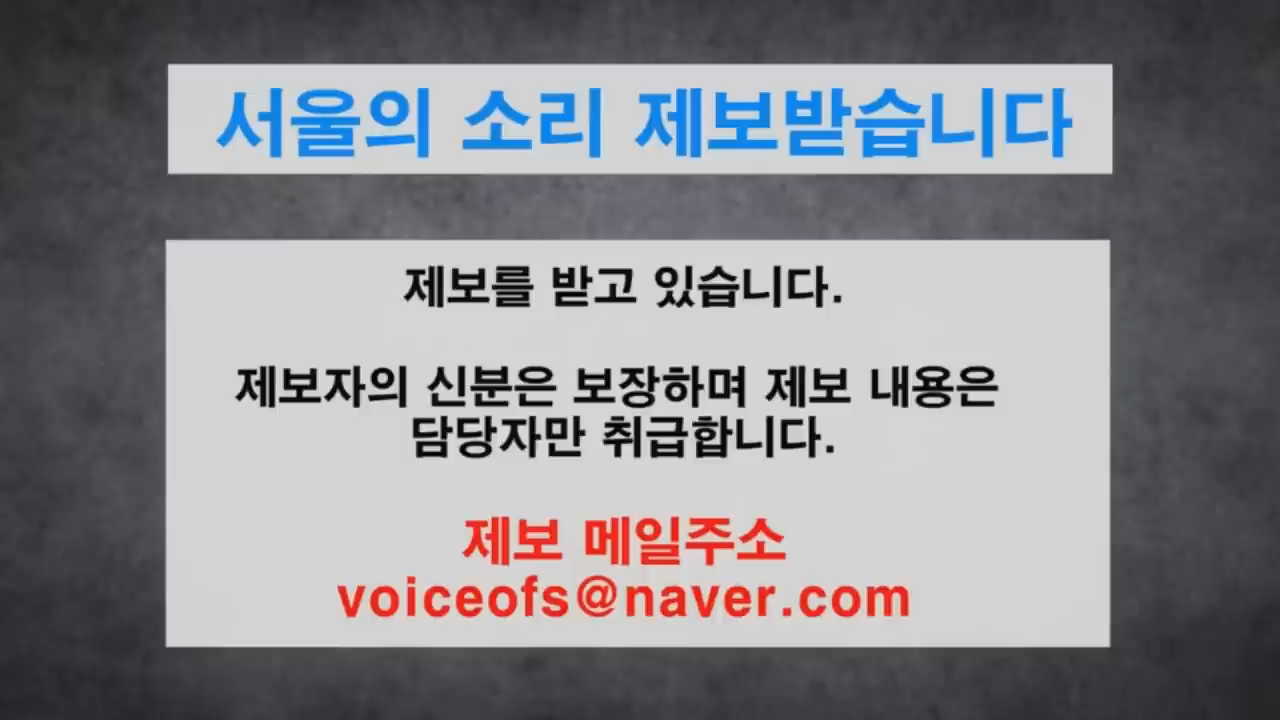 서울의 소리 제보받습니다
제보를 받고 있습니다.
제보자의 신분은 보장하며 제보 내용은
담당자만 취급합니다.
제보 메일주소
voiceofs@naver.com